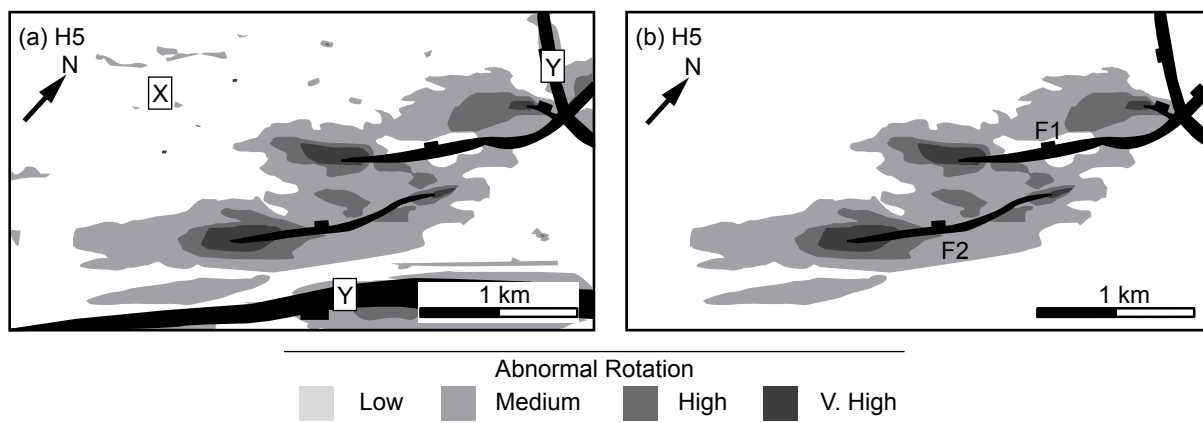 (a) H5
N
X
Y
Y
1 km
(b) H5
N
F1
F2
1 km
Abnormal Rotation
Low Medium High V. High